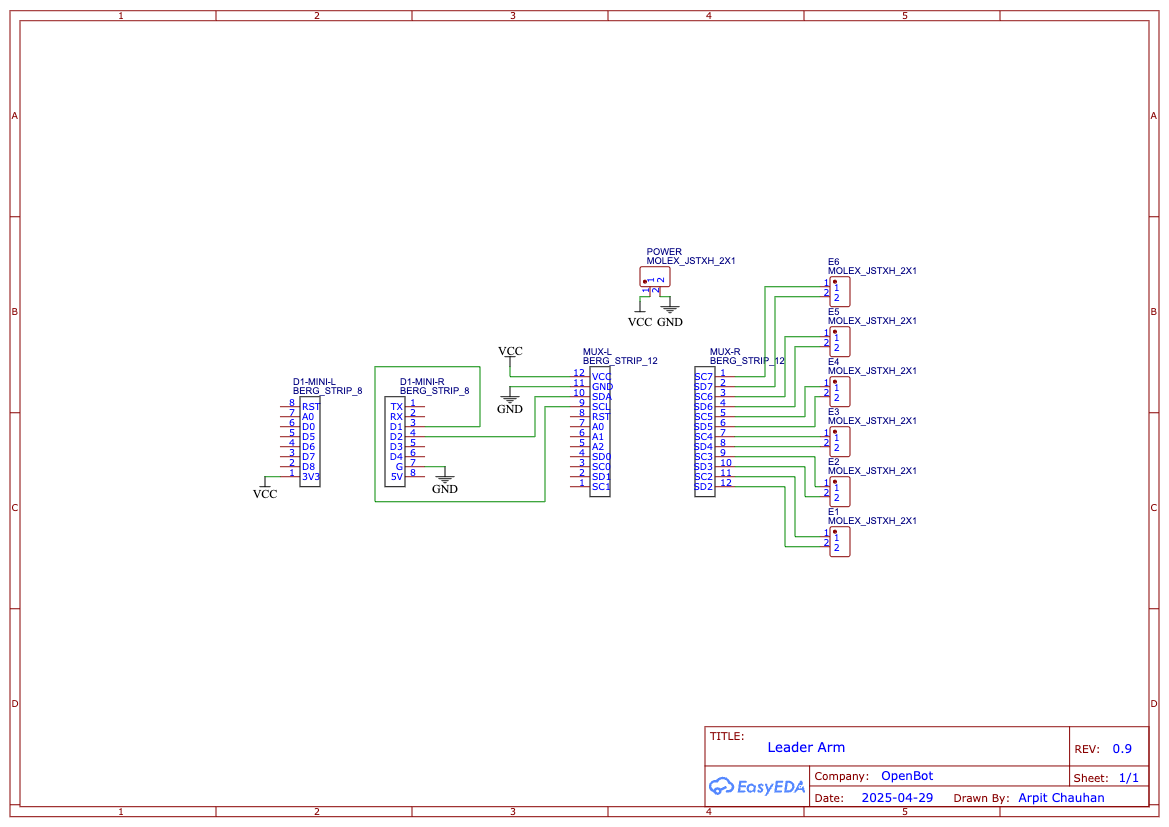 1 2 3 4 5
A A
POWER
MOLEX_JSTXH_2X1
1 2
1 2
VCC GND
E6
MOLEX_JSTXH_2X1
1 1
2 2
B B
E5
MOLEX_JSTXH_2X1
1 1
2 2
E4
MOLEX_JSTXH_2X1
1 1
2 2
E3
MOLEX_JSTXH_2X1
1 1
2 2
E2
MOLEX_JSTXH_2X1
1 1
2 2
E1
MOLEX_JSTXH_2X1
1 1
2 2
D1-MINI-L
BERG_STRIP_8
8 RST
7 A0
6 D0
5 D5
4 D6
3 D7
2 D8
1 3V3
VCC
D1-MINI-R
BERG_STRIP_8
TX 1
RX 2
D1 3
D2 4
D3 5
D4 6
G 7
5V 8
GND
VCC
GND
MUX-L
BERG_STRIP_12
12 VCC
11 GND
10 SDA
9 SCL
8 RST
7 A0
6 A1
5 A2
4 SD0
3 SC0
2 SD1
1 SC1
MUX-R
BERG_STRIP_12
SC7 1
SD7 2
SC6 3
SD6 4
SC5 5
SD5 6
SC4 7
SD4 8
SC3 9
SD3 10
SC2 11
SD2 12
C C
D D
TITLE:
Leader Arm
REV: 0.9
EasyEDA
Company: OpenBot
Sheet: 1/1
Date: 2025-04-29 Drawn By: Arpit Chauhan
1 2 3 4 5